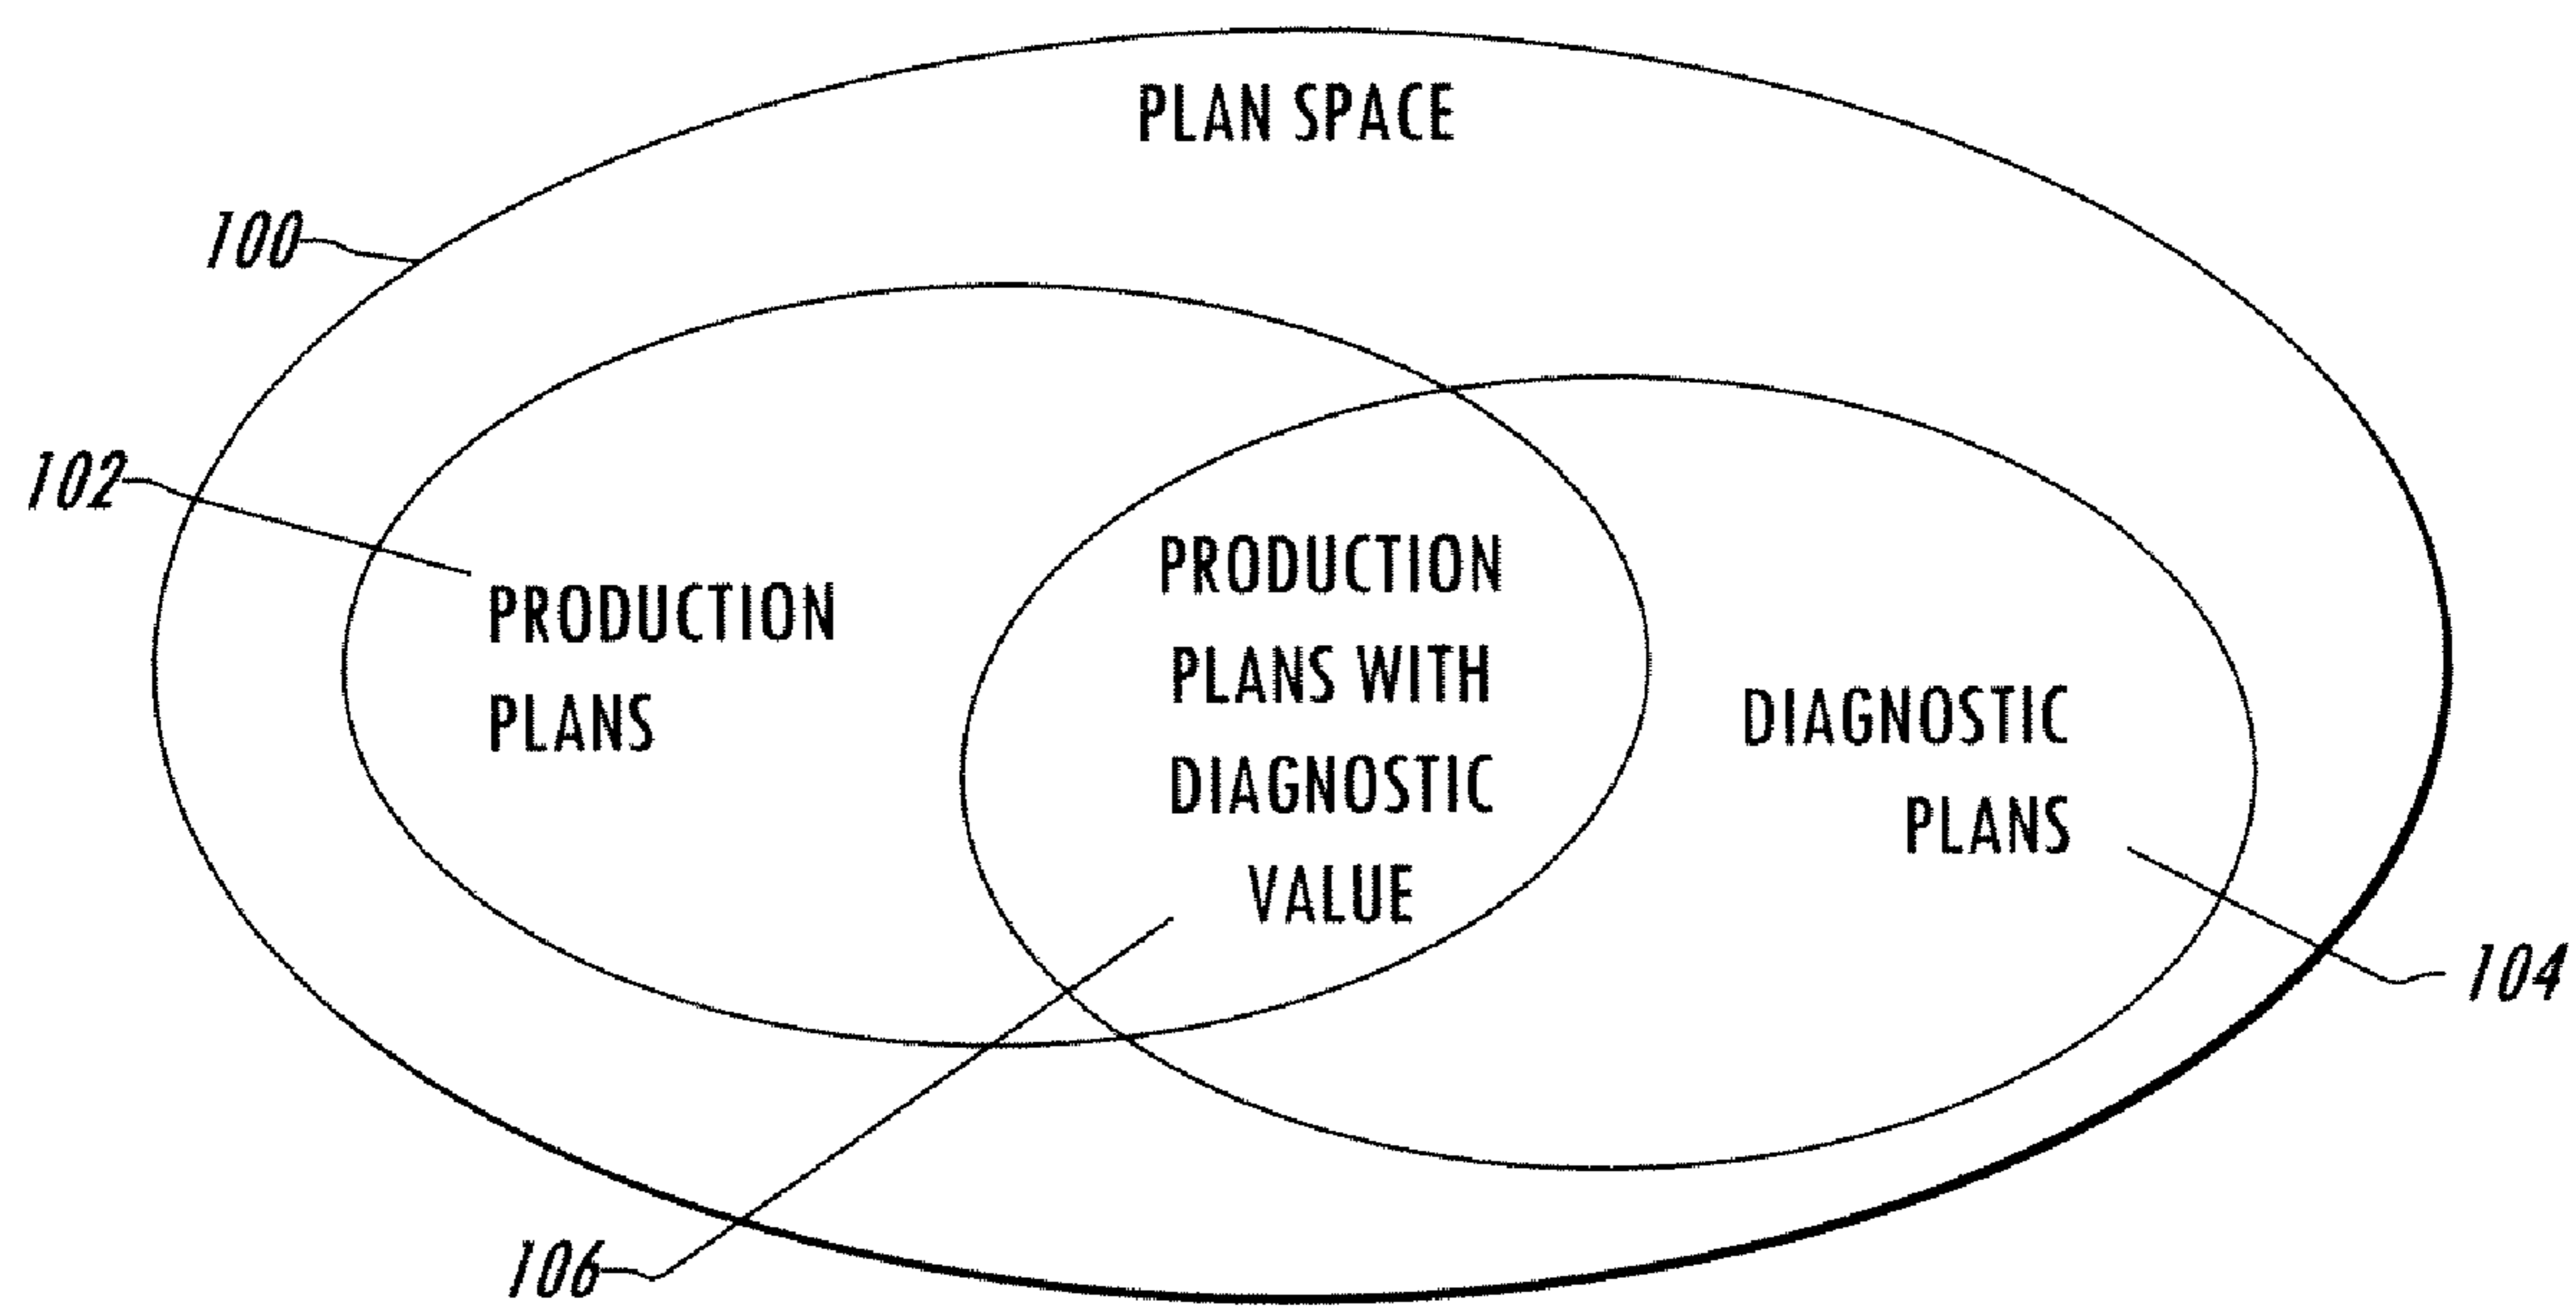 PLAN SPACE
100
102
PRODUCTION
PLANS
PRODUCTION
PLANS WITH
DIAGNOSTIC
VALUE
DIAGNOSTIC
PLANS
104
106